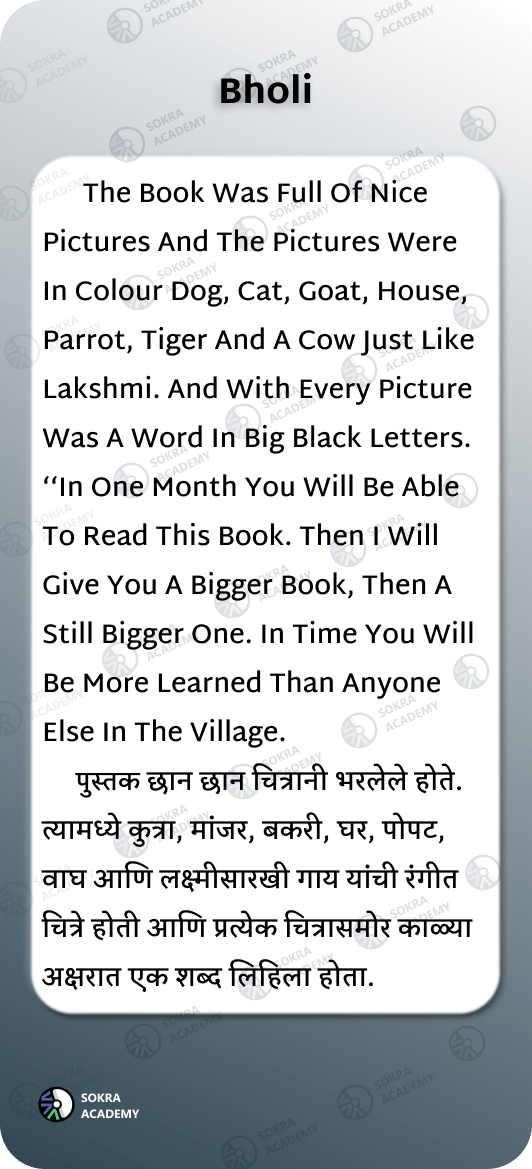 Bholi
The Book Was Full Of Nice
Pictures And The Pictures Were
In Colour Dog, Cat, Goat, House,
Parrot, Tiger And A Cow Just Like
Lakshmi. And With Every Picture
Was A Word In Big Black Letters.
‘‘In One Month You Will Be Able
To Read This Book. Then I Will
Give You A Bigger Book, Then A
Still Bigger One. In Time You Will
Be More Learned Than Anyone
Else In The Village.
पुस्तक छान छान चित्रानी भरलेले होते.
त्यामध्ये कुत्रा, मांजर, बकरी, घर, पोपट,
वाघ आणि लक्ष्मीसारखी गाय यांची रंगीत
चित्रे होती आणि प्रत्येक चित्रासमोर काळ्या
अक्षरात एक शब्द लिहिला होता.
SOKRA
ACADEMY